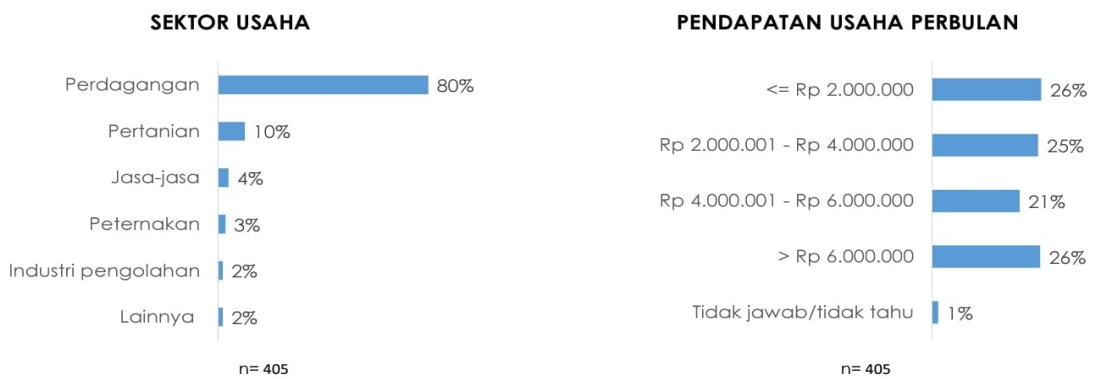 SEKTOR USAHA
Perdagangan 80%
Pertanian 10%
Jasa-jasa 4%
Peternakan 3%
Industri pengolahan 2%
Lainnya 2%
n= 405
PENDAPATAN USAHA PERBULAN
<= Rp 2.000.000 26%
Rp 2.000.001 - Rp 4.000.000 25%
Rp 4.000.001 - Rp 6.000.000 21%
> Rp 6.000.000 26%
Tidak jawab/tidak tahu 1%
n= 405